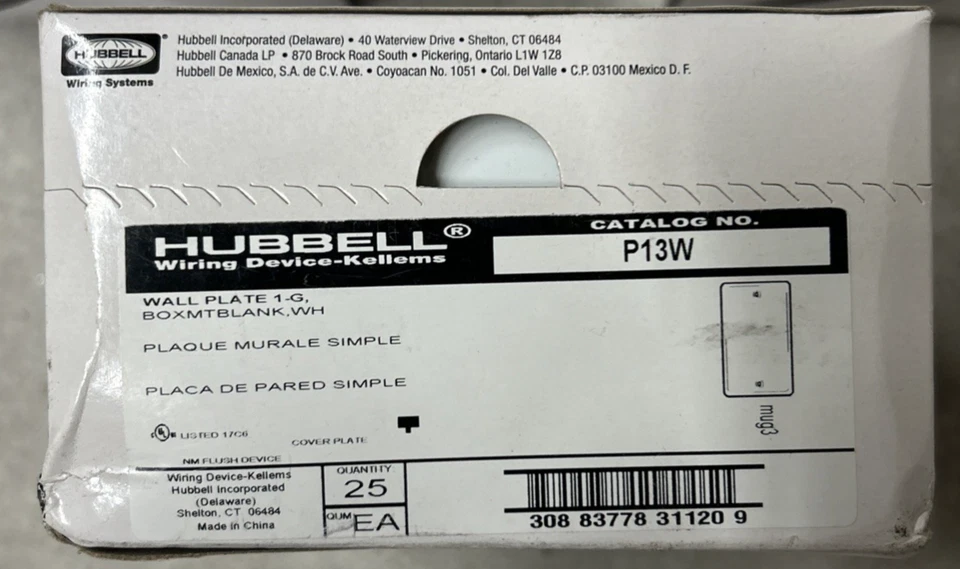 HUBBELL®
Wiring Systems
Hubbell Incorporated (Delaware) • 40 Waterview Drive • Shelton, CT 06484
Hubbell Canada LP • 870 Brock Road South • Pickering, Ontario L1W 1Z8
Hubbell De Mexico, S.A. de C.V. Ave. • Coyoacan No. 1051 • Col. Del Valle • C.P. 03100 Mexico D. F.
HUBBELL®
Wiring Device-Kellems
CATALOG NO.
P13W
WALL PLATE 1-G,
BOXMTBLANK,WH
PLAQUE MURALE SIMPLE
PLACA DE PARED SIMPLE
mug3
c UL us LISTED 17C6
COVER PLATE
NM FLUSH DEVICE
Wiring Device-Kellems
Hubbell Incorporated
(Delaware)
Shelton, CT 06484
Made in China
QUANTITY
25
QUM EA
308 83778 31120 9